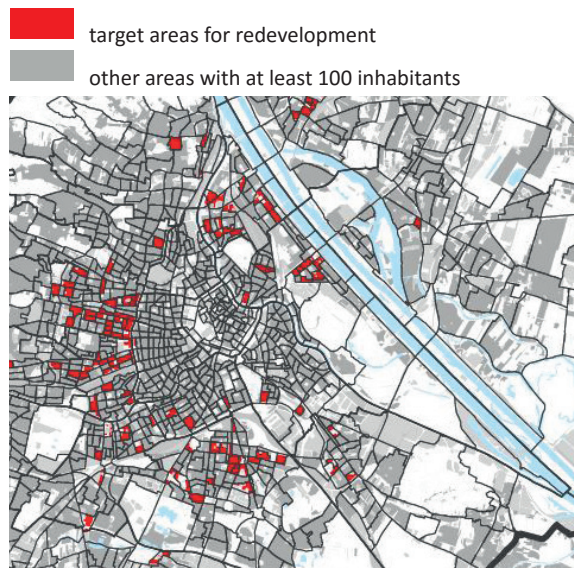 target areas for redevelopment
other areas with at least 100 inhabitants